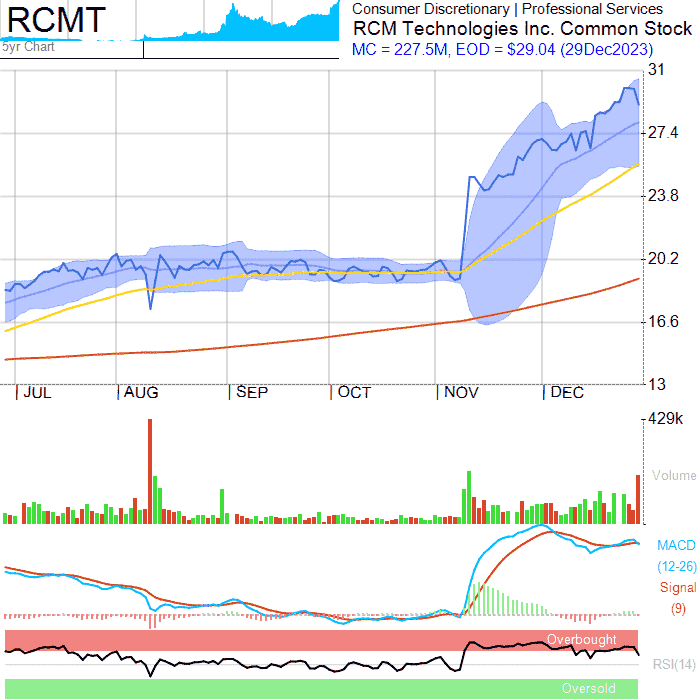 RCMT
5yr Chart
Consumer Discretionary | Professional Services
RCM Technologies Inc. Common Stock
MC = 227.5M, EOD = $29.04 (29Dec2023)
31
27.4
23.8
20.2
16.6
13
JUL AUG SEP OCT NOV DEC
429k
Volume
MACD
(12-26)
Signal
(9)
Overbought
RSI(14)
Oversold